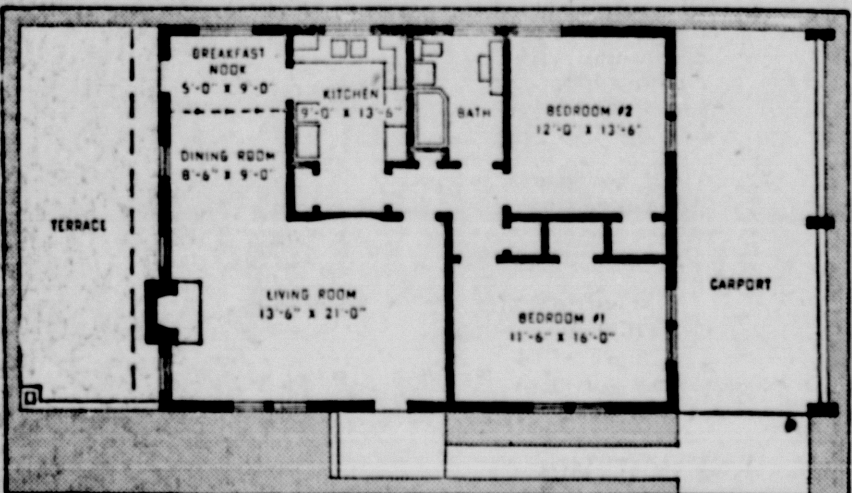 BREAKFAST
NOOK
5'-0" X 9'-0"
KITCHEN
9'-0" X 13'-6"
BATH
BEDROOM #2
12'-0" X 13'-6"
DINING ROOM
8'-6" X 9'-0"
TERRACE
LIVING ROOM
13'-6" X 21'-0"
BEDROOM #1
11'-6" X 16'-0"
CARPORT